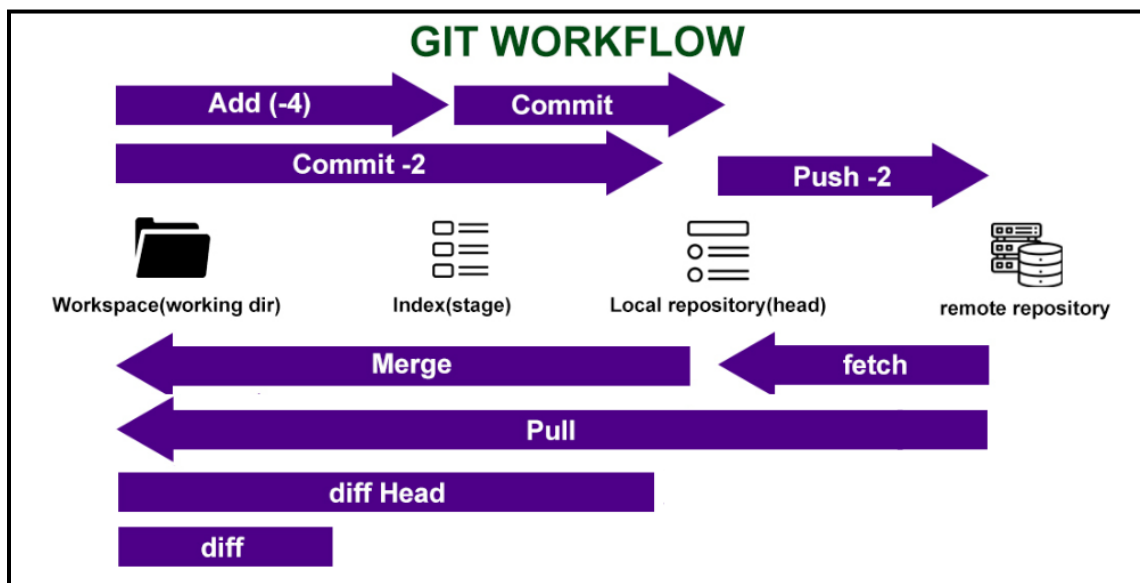 GIT WORKFLOW
Add (-4)
Commit
Commit -2
Push -2
Workspace(working dir)
Index(stage)
Local repository(head)
remote repository
Merge
fetch
Pull
diff Head
diff